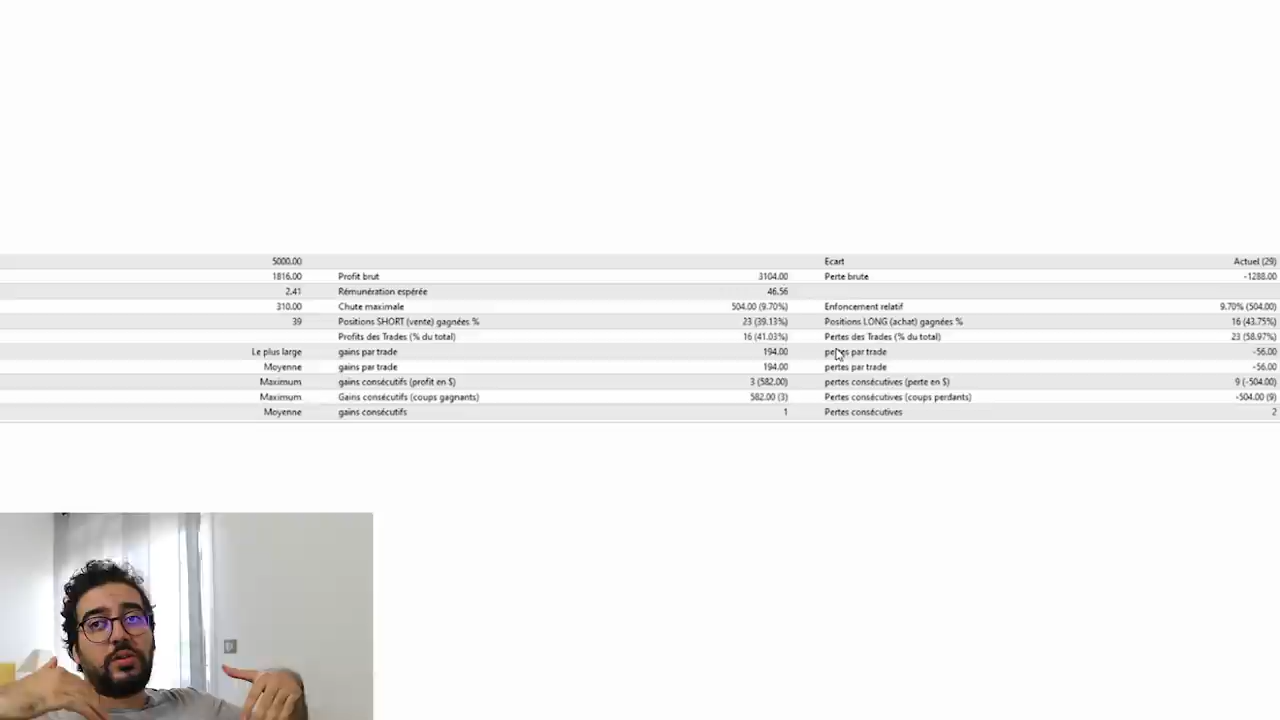 5000.00 Ecart Actuel (29)
1816.00 Profit brut 3104.00 Perte brute -1288.00
2.41 Rémunération espérée 46.56
310.00 Chute maximale 504.00 (9.70%) Enfoncement relatif 9.70% (504.00)
39 Positions SHORT (vente) gagnées % 23 (39.13%) Positions LONG (achat) gagnées % 16 (43.75%)
Profits des Trades (% du total) 16 (41.03%) Pertes des Trades (% du total) 23 (58.97%)
Le plus large gains par trade 194.00 pertes par trade -56.00
Moyenne gains par trade 194.00 pertes par trade -56.00
Maximum gains consécutifs (profit en $) 3 (582.00) pertes consécutives (perte en $) 9 (-504.00)
Maximum Gains consécutifs (coups gagnants) 582.00 (3) Pertes consécutives (coups perdants) -504.00 (9)
Moyenne gains consécutifs 1 Pertes consécutives 2